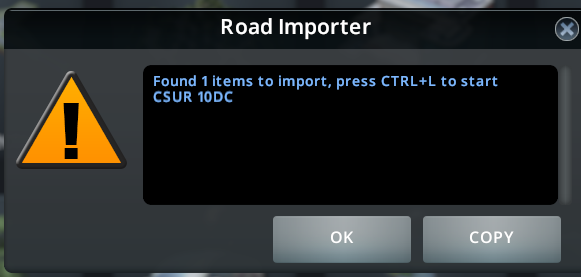 Road Importer
Found 1 items to import, press CTRL+L to start
CSUR 10DC
OK
COPY